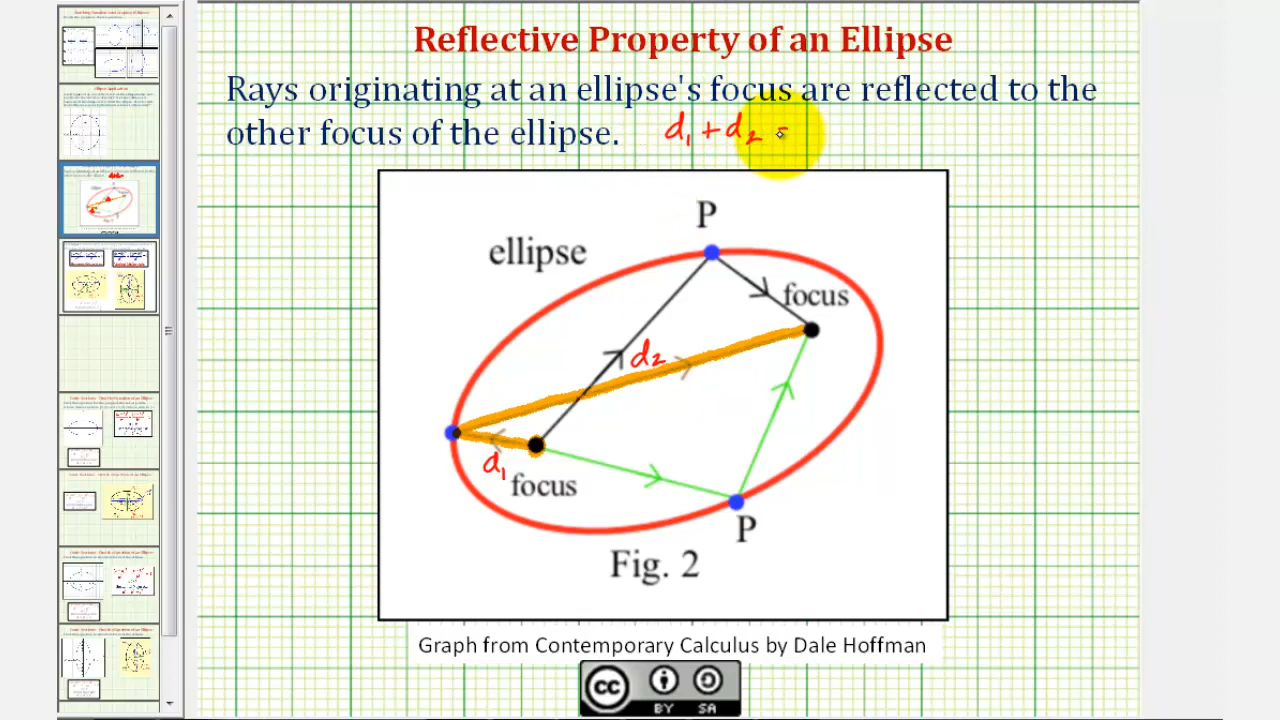 Reflective Property of an Ellipse
Rays originating at an ellipse's focus are reflected to the
other focus of the ellipse. d₁ + d₂ =
P
ellipse
focus
d₂
d₁
focus
P
Fig. 2
Graph from Contemporary Calculus by Dale Hoffman
cc
BY SA